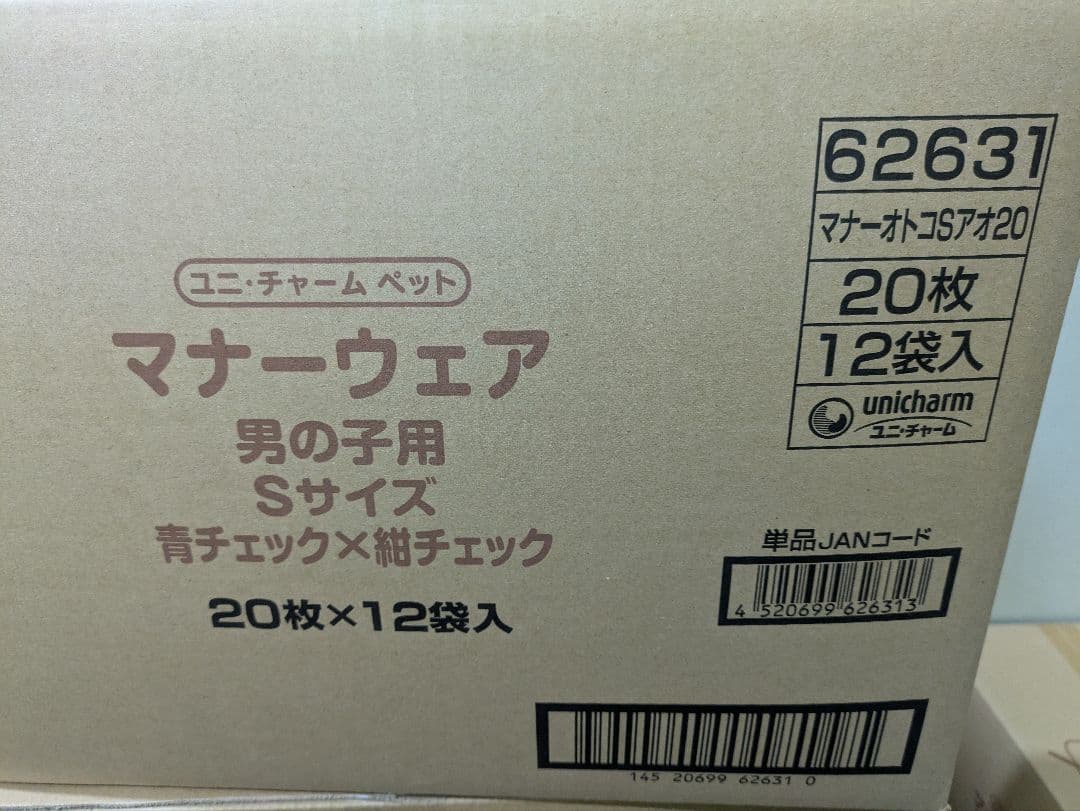 ユニ・チャーム ペット
マナーウェア
男の子用
Sサイズ
青チェック×紺チェック
20枚×12袋入
62631
マナーオトコSアオ20
20枚
12袋入
unicharm
ユニ・チャーム
単品JANコード
4 520699 626313
145 20699 62631 0